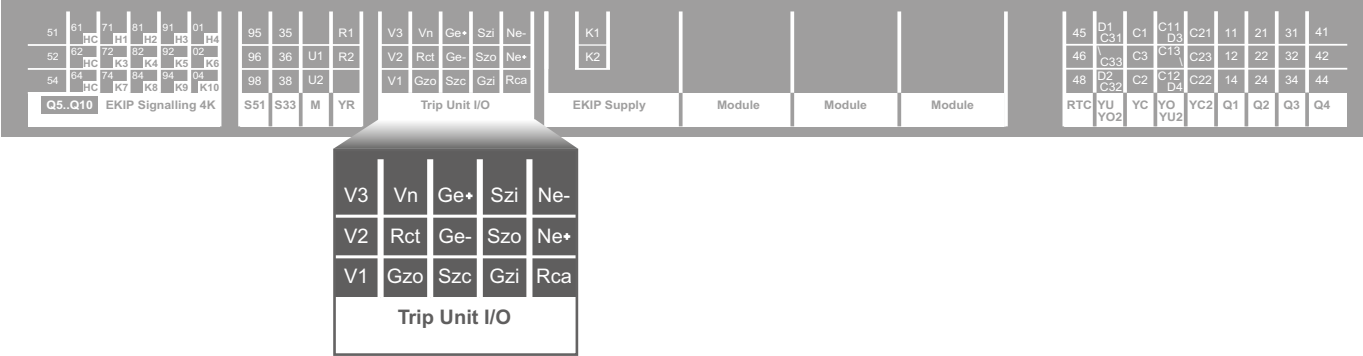 51 61 HC 71 H1 81 H2 91 H3 01 H4 95 35 R1 V3 Vn Ge+ Szi Ne- K1 45 D1 C31 C1 C11 D3 C21 11 21 31 41
52 62 HC 72 K3 82 K4 92 K5 02 K6 96 36 U1 R2 V2 Rct Ge- Szo Ne+ K2 46 \ C33 C3 C13 \ C23 12 22 32 42
54 64 HC 74 K7 84 K8 94 K9 04 K10 98 38 U2 V1 Gzo Szc Gzi Rca 48 D2 C32 C2 C12 D4 C22 14 24 34 44
Q5..Q10 EKIP Signalling 4K S51 S33 M YR Trip Unit I/O EKIP Supply Module Module Module RTC YU YC YO YC2 Q1 Q2 Q3 Q4
YO2 YU2
V3 Vn Ge+ Szi Ne-
V2 Rct Ge- Szo Ne+
V1 Gzo Szc Gzi Rca
Trip Unit I/O